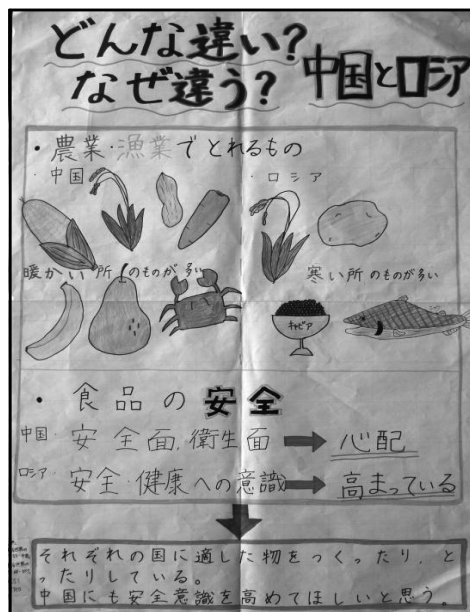 どんな違い?
なぜ違う?
中国とロシア
・農業・漁業でとれるもの
・中国
・ロシア
暖かい所のものが多い
寒い所のものが多い
キャビア
・食品の安全
中国・安全面、衛生面➡心配
ロシア・安全・健康への意識➡高まっている
それぞれの国に適した物をつくったり、と
ったりしている。
中国にも安全意識を高めてほしいと思う。